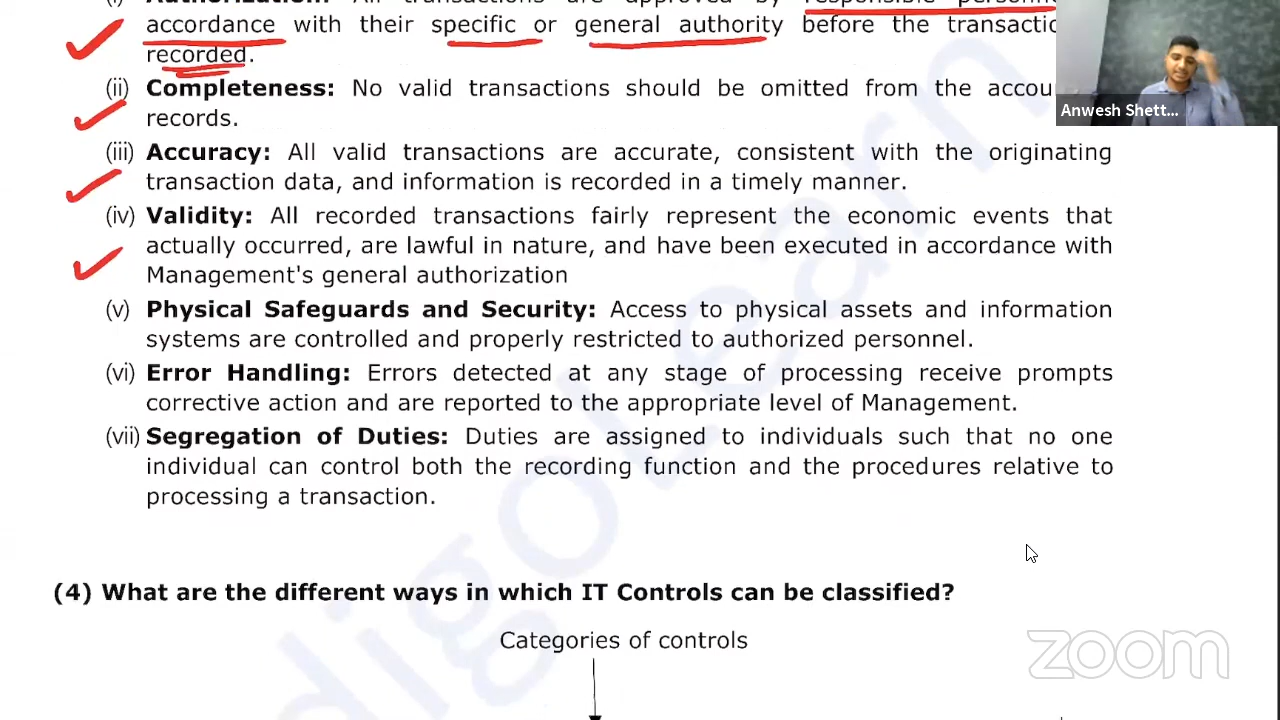 accordance with their specific or general authority before the
recorded.
(ii) Completeness: No valid transactions should be omitted from the
records.
(iii) Accuracy: All valid transactions are accurate, consistent with the originating
transaction data, and information is recorded in a timely manner.
(iv) Validity: All recorded transactions fairly represent the economic events that
actually occurred, are lawful in nature, and have been executed in accordance with
Management's general authorization
(v) Physical Safeguards and Security: Access to physical assets and information
systems are controlled and properly restricted to authorized personnel.
(vi) Error Handling: Errors detected at any stage of processing receive prompts
corrective action and are reported to the appropriate level of Management.
(vii) Segregation of Duties: Duties are assigned to individuals such that no one
individual can control both the recording function and the procedures relative to
processing a transaction.
(4) What are the different ways in which IT Controls can be classified?
Categories of controls
Anwesh Shett...
zoom